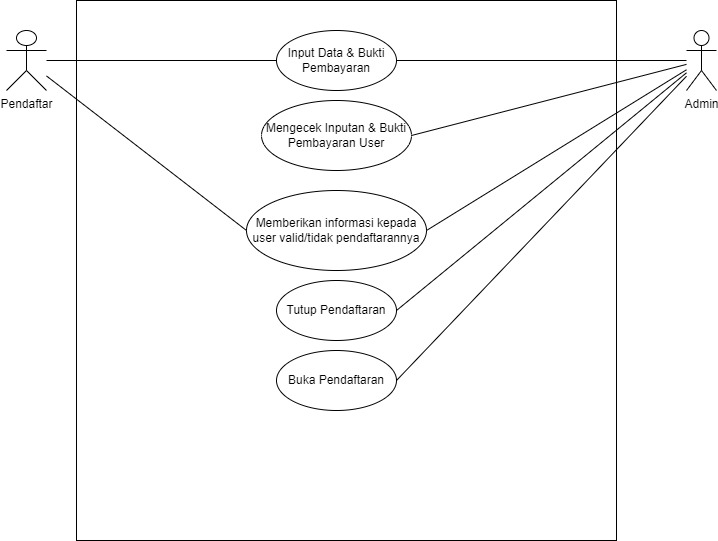 Input Data & Bukti
Pembayaran
Pendaftar
Admin
Mengecek Inputan & Bukti
Pembayaran User
Memberikan informasi kepada
user valid/tidak pendaftarannya
Tutup Pendaftaran
Buka Pendaftaran